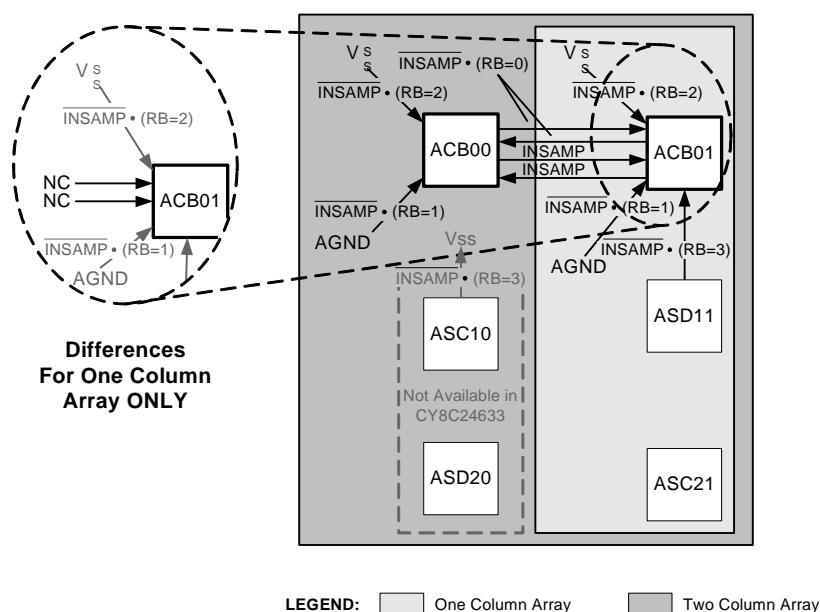 V s
s
INSAMP • (RB=2)
NC
NC
ACB01
INSAMP • (RB=1)
AGND
Differences
For One Column
Array ONLY
V s
s
INSAMP • (RB=0)
INSAMP • (RB=2)
ACB00
INSAMP
INSAMP
INSAMP • (RB=1)
AGND
Vss
INSAMP • (RB=3)
ASC10
Not Available in
CY8C24633
ASD20
V s
s
INSAMP • (RB=2)
ACB01
INSAMP • (RB=1)
INSAMP • (RB=3)
AGND
ASD11
ASC21
LEGEND:
One Column Array
Two Column Array